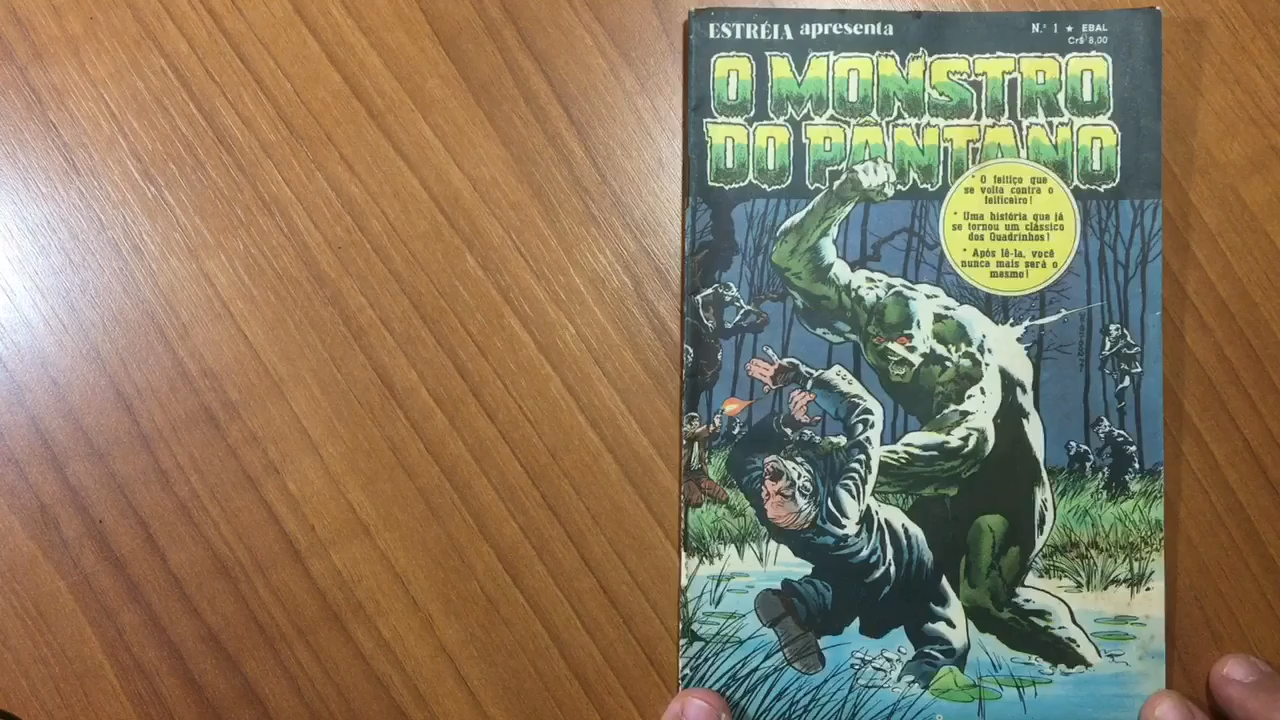 ESTRÉIA apresenta
N.º 1 ★ EBAL
Cr$ 8,00
O MONSTRO
DO PÂNTANO
* O feitiço que
se volta contra o
feiticeiro!
* Uma história que já
se tornou um clássico
dos Quadrinhos!
* Após lê-la, você
nunca mais será o
mesmo!